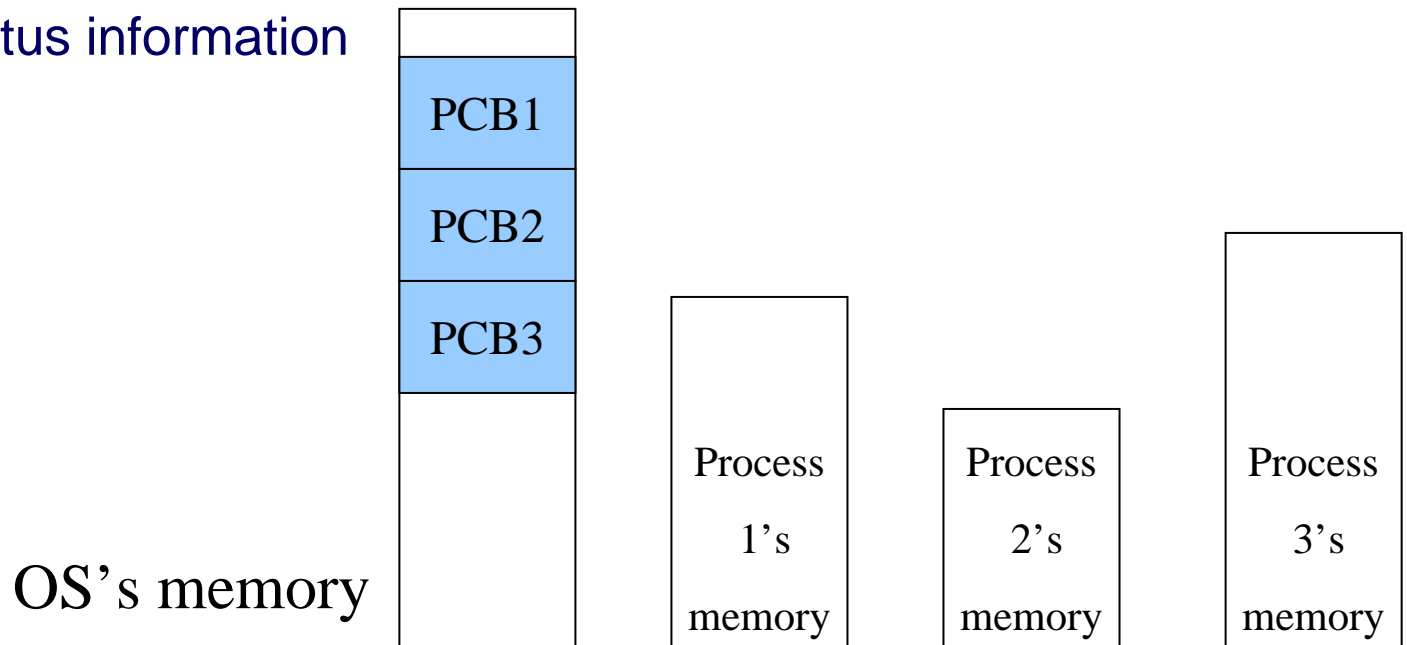 tus information
PCB1
PCB2
PCB3
OS’s memory
Process
1’s
memory
Process
2’s
memory
Process
3’s
memory